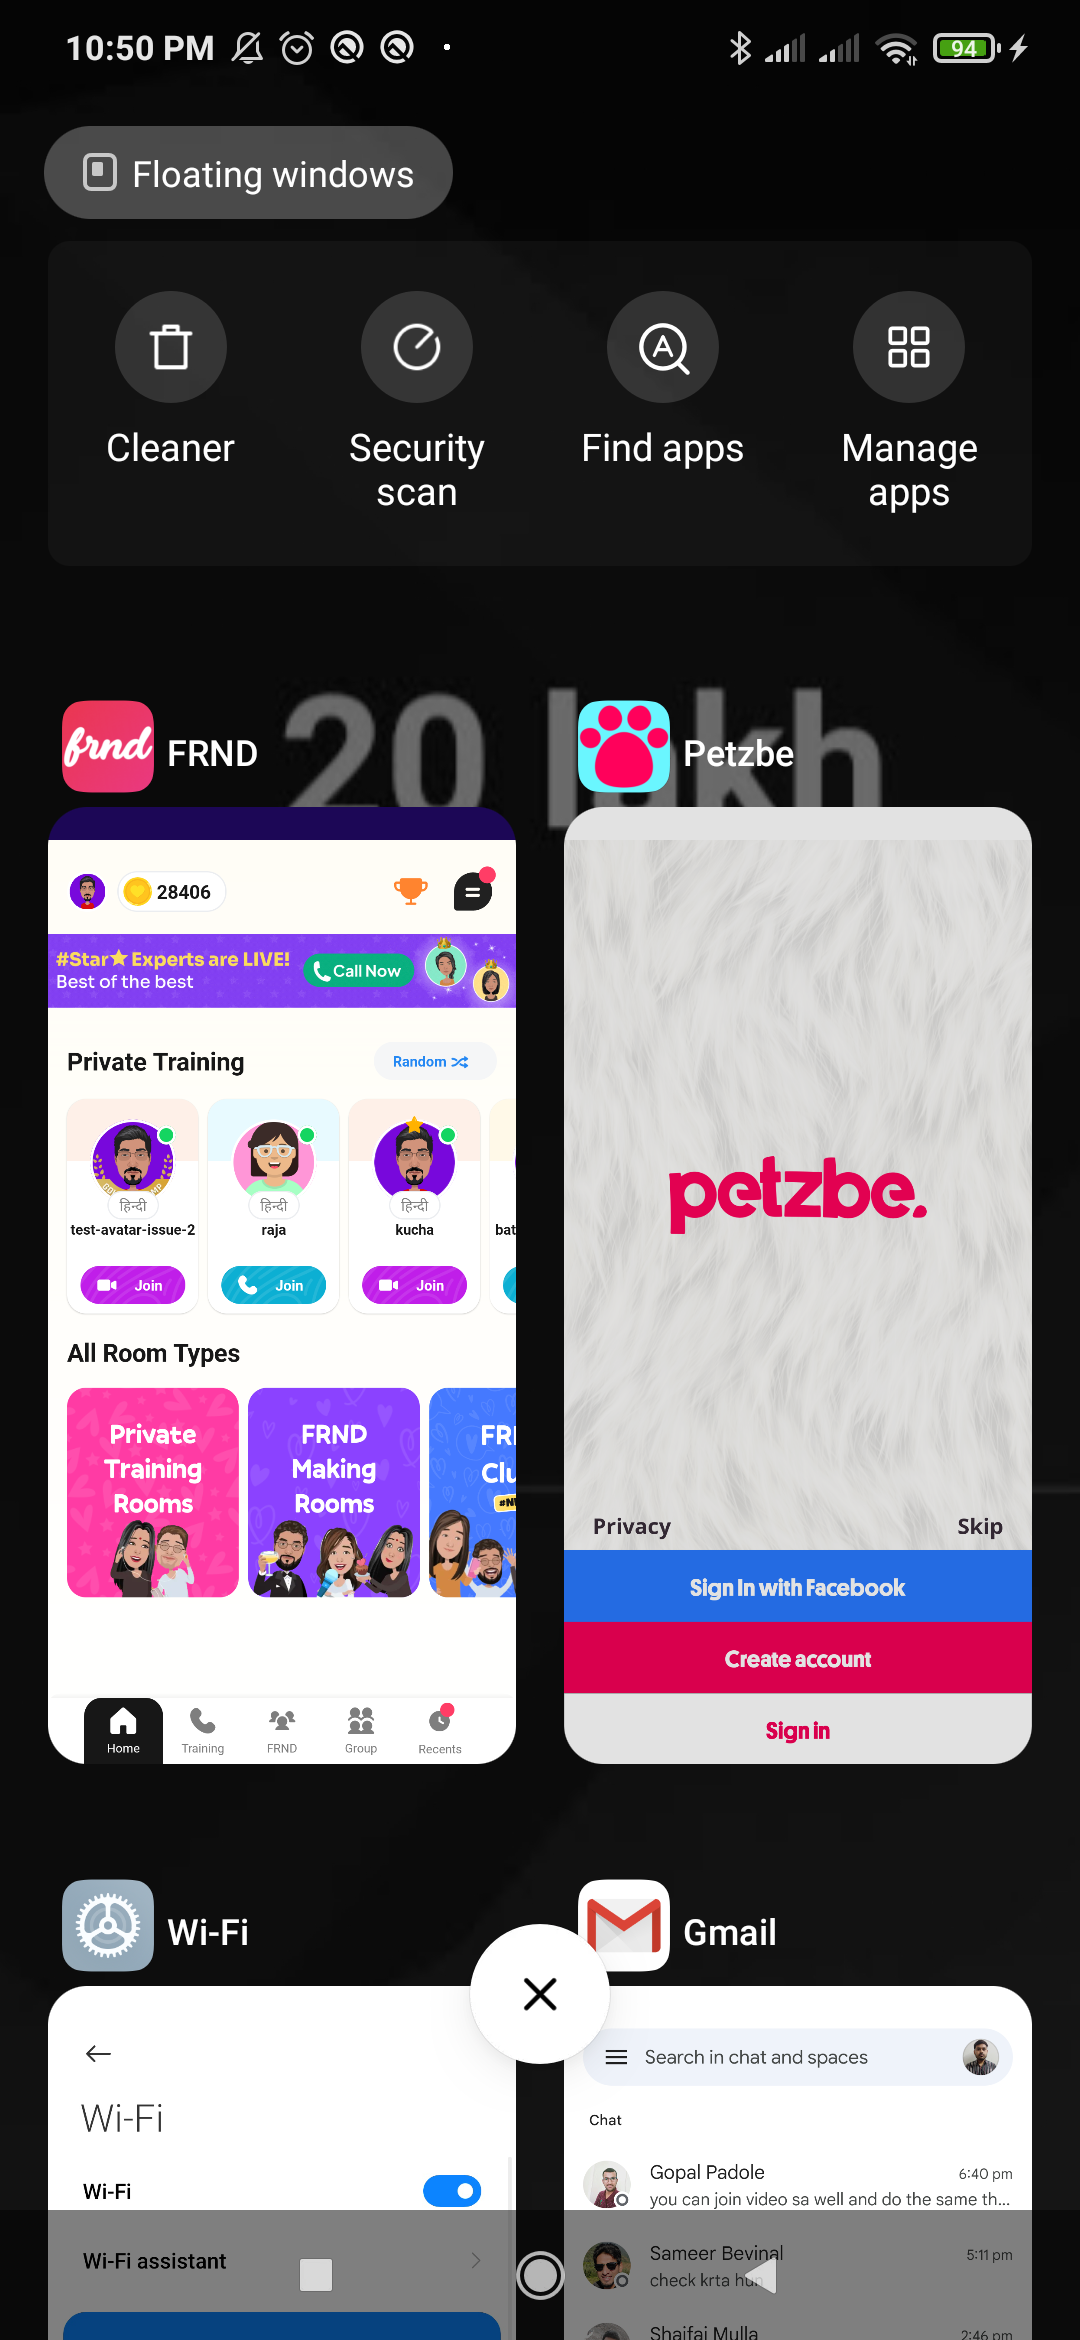 10:50 PM
94
Floating windows
Cleaner
Security
scan
Find apps
Manage
apps
20 lakh
frnd
FRND
Petzbe
28406
#Star Experts are LIVE!
Best of the best
Call Now
Private Training
Random
हिन्दी
हिन्दी
हिन्दी
test-avatar-issue-2
raja
kucha
bat
Join
Join
Join
All Room Types
Private
Training
Rooms
FRND
Making
Rooms
FR
Clu
Home
Training
FRND
Group
Recents
petzbe.
Privacy
Skip
Sign In with Facebook
Create account
Sign in
Wi-Fi
Gmail
Wi-Fi
Wi-Fi
Wi-Fi assistant
Search in chat and spaces
Chat
Gopal Padole
6:40 pm
you can join video sa well and do the same th...
Sameer Bevinal
5:11 pm
check krta hun
Shaifaj Mulla
2:46 pm